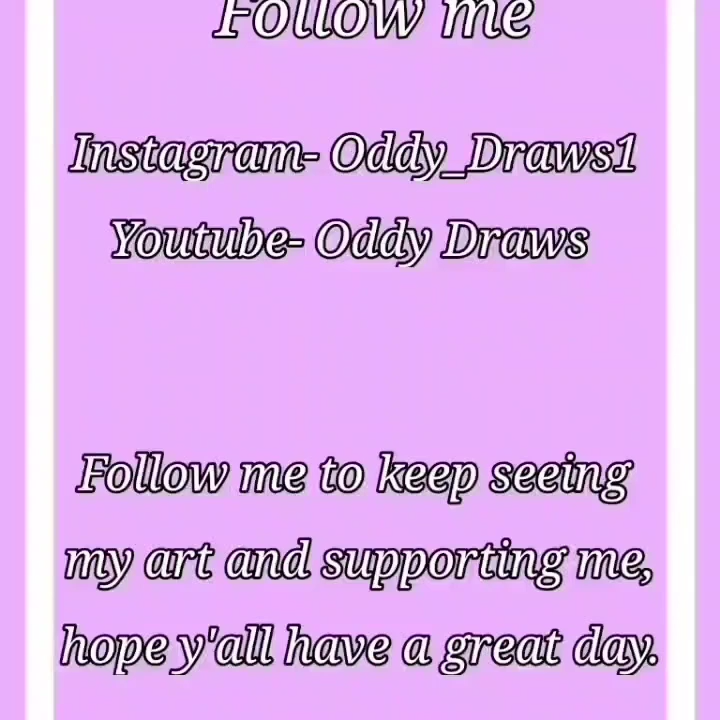 Follow me
Instagram- Oddy_Draws1
Youtube- Oddy Draws
Follow me to keep seeing
my art and supporting me,
hope y'all have a great day.